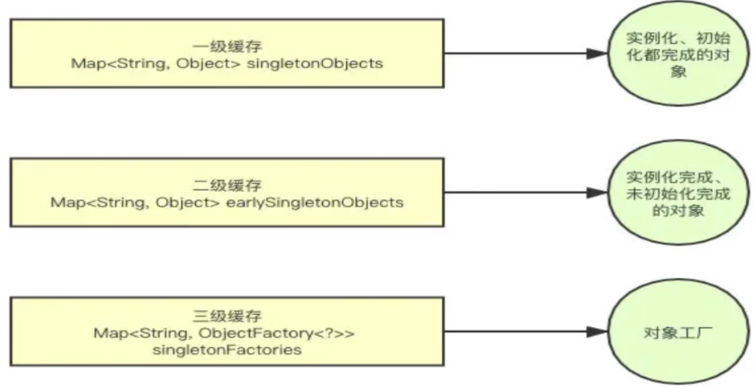 一级缓存
Map<String, Object> singletonObjects
实例化、初始
化都完成的对
象
二级缓存
Map<String, Object> earlySingletonObjects
实例化完成、
未初始化完成
的对象
三级缓存
Map<String, ObjectFactory<?>>
singletonFactories
对象工厂